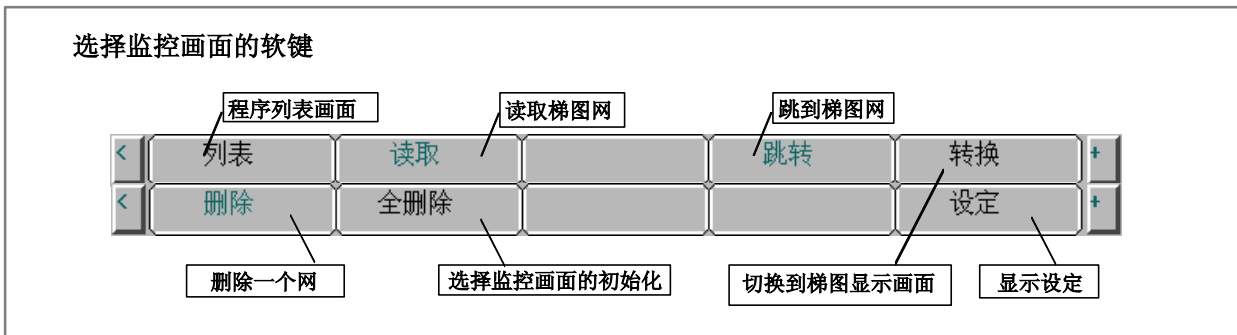 选择监控画面的软键
程序列表画面 读取梯图网 跳到梯图网
< 列表 读取 跳转 转换 +
< 删除 全删除 设定 +
删除一个网 选择监控画面的初始化 切换到梯图显示画面 显示设定